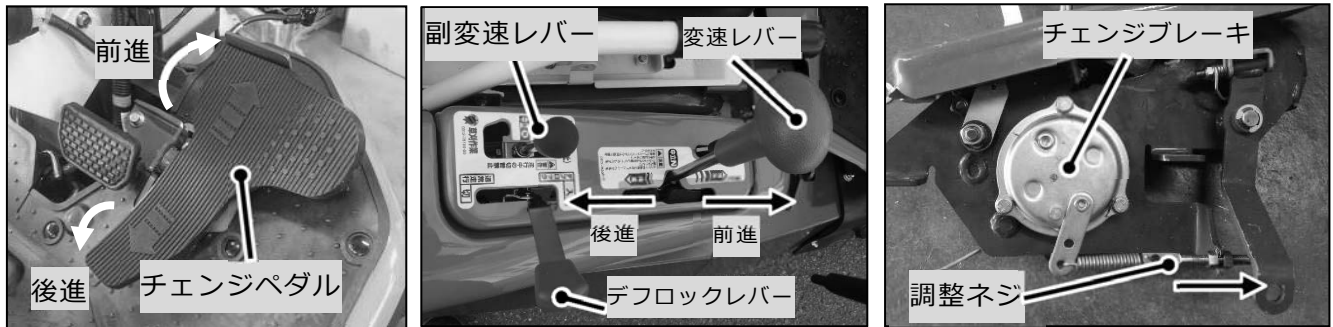 前進
後進
チェンジペダル
副変速レバー
変速レバー
後進
前進
デフロックレバー
チェンジブレーキ
調整ネジ